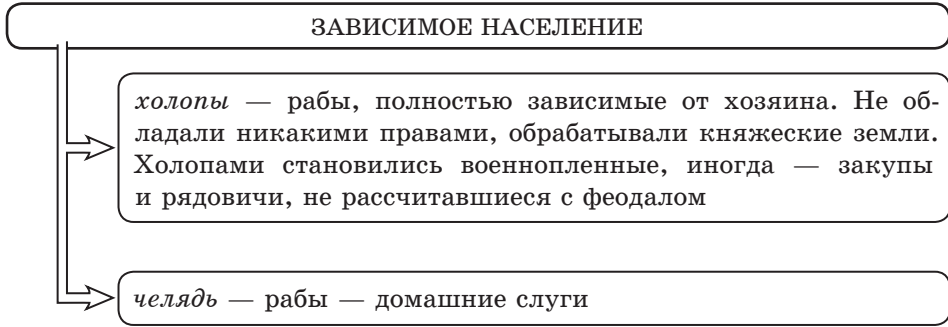 ЗАВИСИМОЕ НАСЕЛЕНИЕ
холопы — рабы, полностью зависимые от хозяина. Не об-
ладали никакими правами, обрабатывали княжеские земли.
Холопами становились военнопленные, иногда — закупы
и рядовичи, не рассчитавшиеся с феодалом
челядь — рабы — домашние слуги